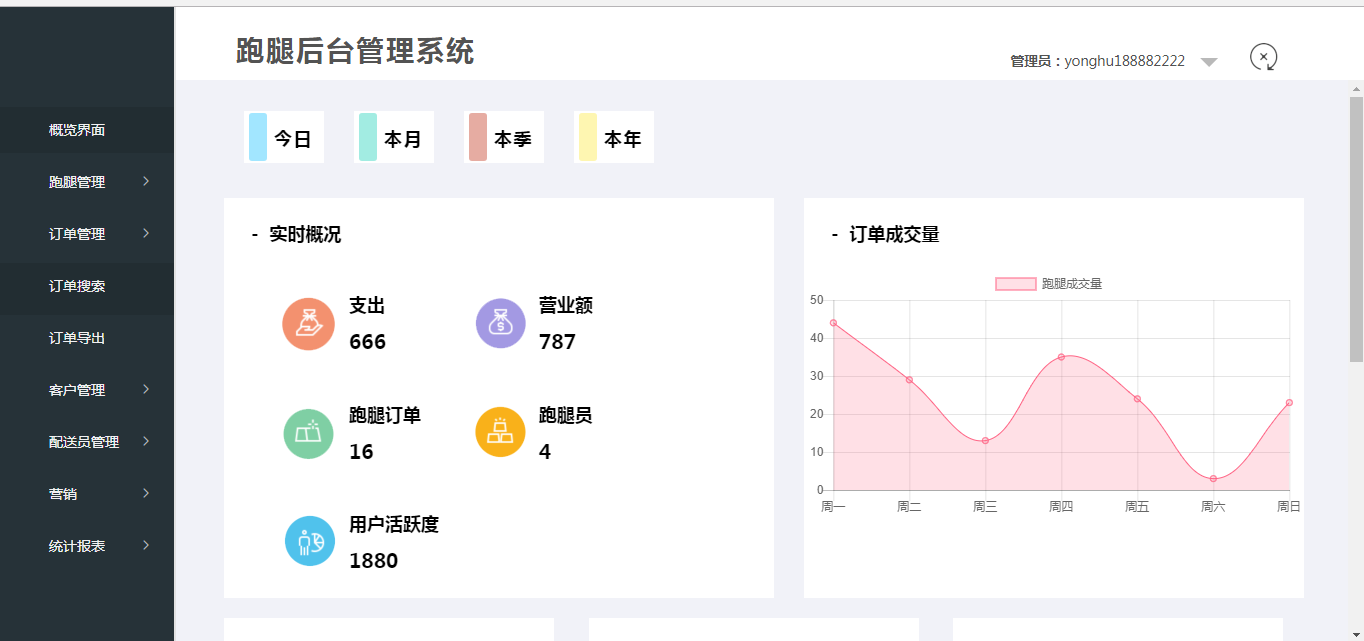 跑腿后台管理系统
管理员：yonghu188882222
概览界面
跑腿管理
订单管理
订单搜索
订单导出
客户管理
配送员管理
营销
统计报表
今日
本月
本季
本年
- 实时概况
支出
666
营业额
787
跑腿订单
16
跑腿员
4
用户活跃度
1880
- 订单成交量
跑腿成交量
50
40
30
20
10
0
周一 周二 周三 周四 周五 周六 周日